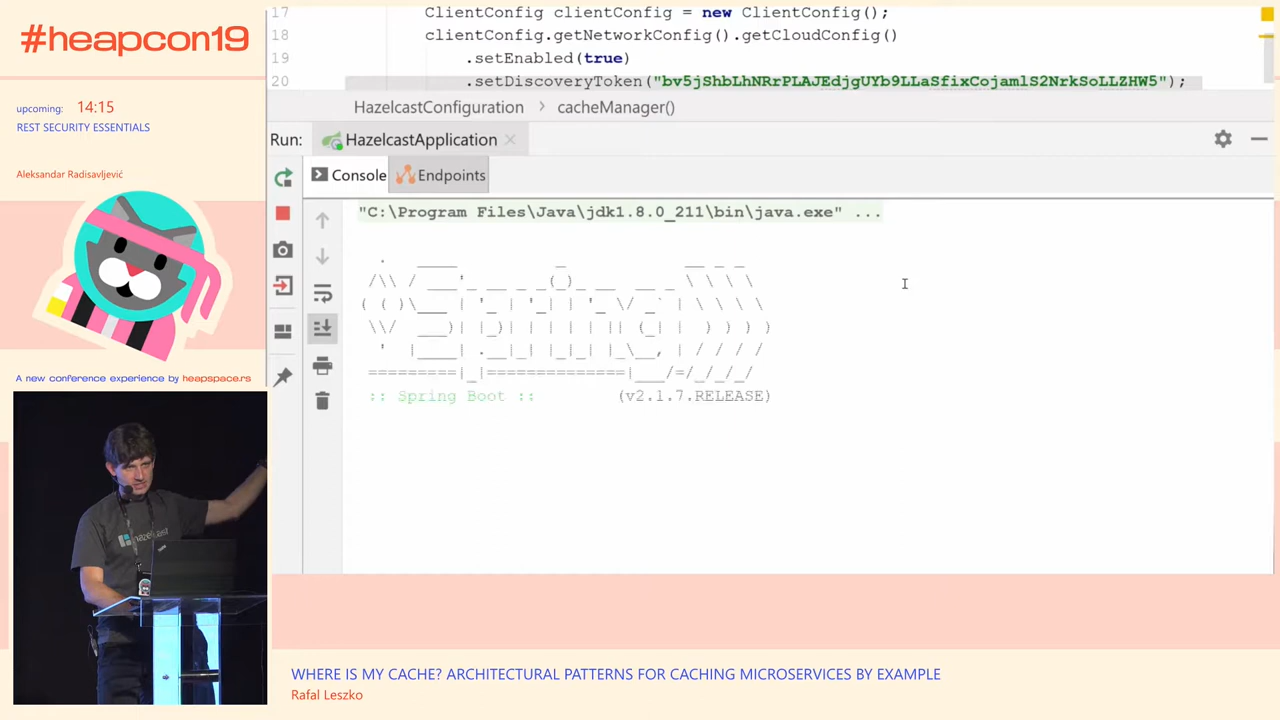 #heapcon19
upcoming: 14:15
REST SECURITY ESSENTIALS
Aleksandar Radisavljević
A new conference experience by heapspace.rs
17 ClientConfig clientConfig = new ClientConfig();
18 clientConfig.getNetworkConfig().getCloudConfig()
19 .setEnabled(true)
20 .setDiscoveryToken("bv5jShbLhNRrPLAJEdjgUYb9LLaSfixCojamlS2NrkSoLLZHW5");
HazelcastConfiguration > cacheManager()
Run: HazelcastApplication
Console Endpoints
"C:\Program Files\Java\jdk1.8.0_211\bin\java.exe" ...
Spring
:: Spring Boot :: (v2.1.7.RELEASE)
hazelcast
WHERE IS MY CACHE? ARCHITECTURAL PATTERNS FOR CACHING MICROSERVICES BY EXAMPLE
Rafal Leszko